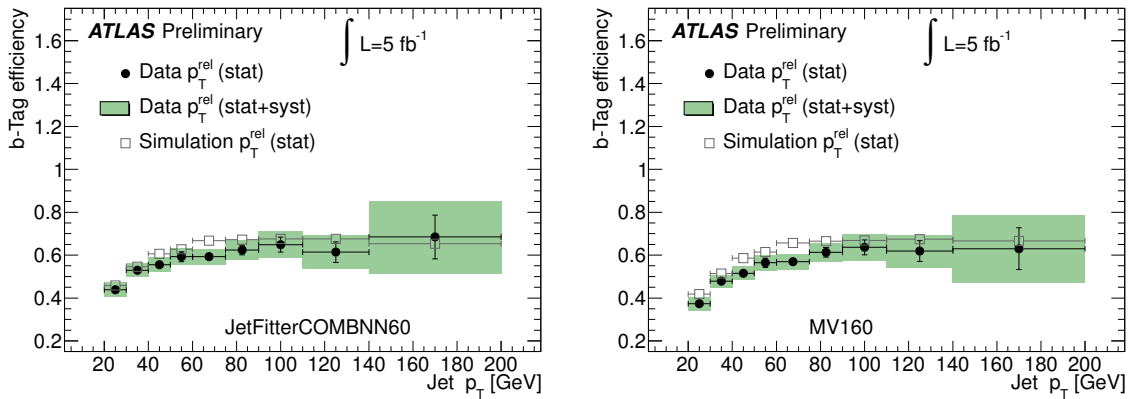 b-Tag efficiency
1.6
1.4
1.2
1
0.8
0.6
0.4
0.2
ATLAS Preliminary
∫ L=5 fb⁻¹
Data p_T^rel (stat)
Data p_T^rel (stat+syst)
Simulation p_T^rel (stat)
JetFitterCOMBNN60
20 40 60 80 100 120 140 160 180 200
Jet p_T [GeV]
b-Tag efficiency
1.6
1.4
1.2
1
0.8
0.6
0.4
0.2
ATLAS Preliminary
∫ L=5 fb⁻¹
Data p_T^rel (stat)
Data p_T^rel (stat+syst)
Simulation p_T^rel (stat)
MV160
20 40 60 80 100 120 140 160 180 200
Jet p_T [GeV]